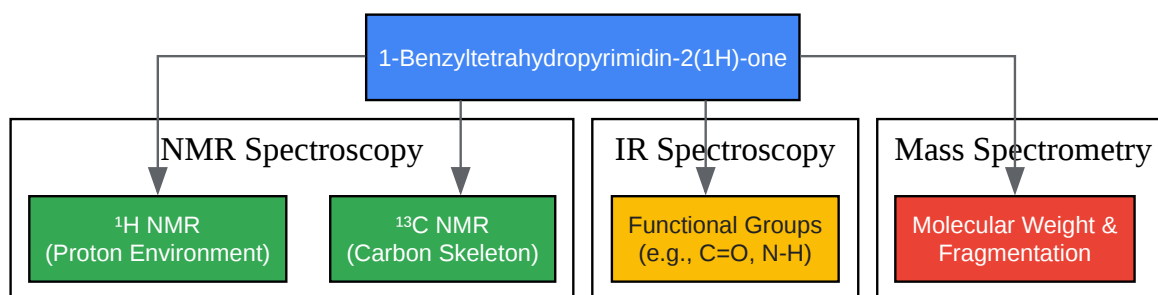 1-Benzyltetrahydropyrimidin-2(1H)-one
NMR Spectroscopy
IR Spectroscopy
Mass Spectrometry
¹H NMR
(Proton Environment)
¹³C NMR
(Carbon Skeleton)
Functional Groups
(e.g., C=O, N-H)
Molecular Weight &
Fragmentation